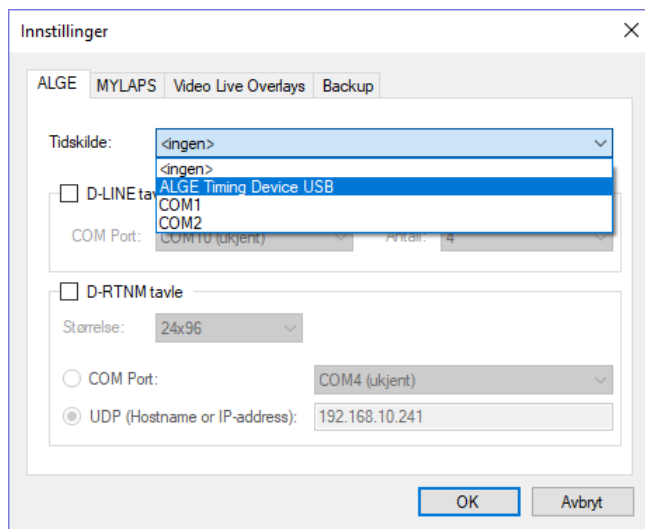 Innstillinger
ALGE MYLAPS Video Live Overlays Backup
Tidskilde: <ingen>
<ingen>
ALGE Timing Device USB
D-LINE tav
COM1
COM2
COM Port: COM10 (ukjent) Antall: 4
D-RTNM tavle
Størrelse: 24x96
COM Port: COM4 (ukjent)
UDP (Hostname or IP-address): 192.168.10.241
OK Avbryt